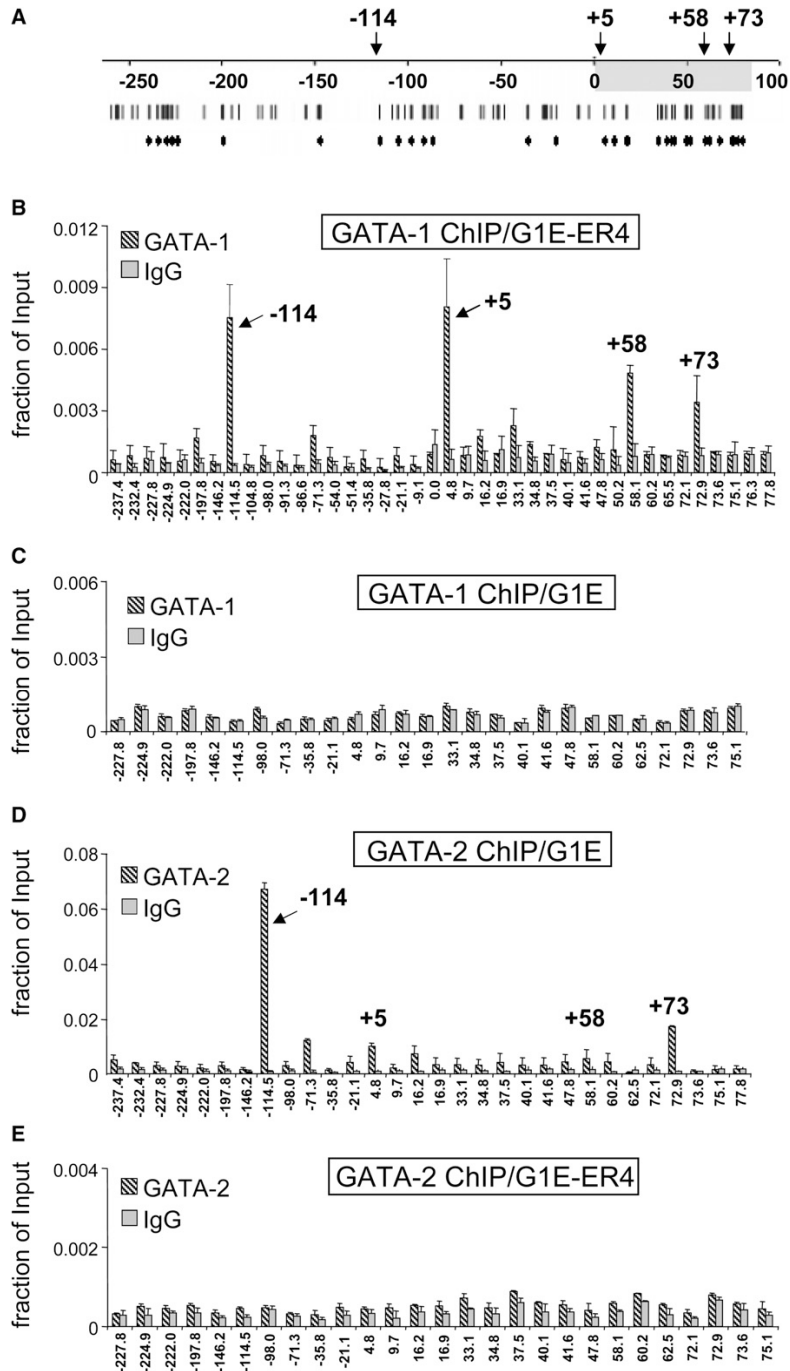 A
-114 +5 +58 +73
-250 -200 -150 -100 -50 0 50 100
B
GATA-1 ChIP/G1E-ER4
GATA-1
IgG
fraction of Input
0.012
0.009
0.006
0.003
0
-114
+5
+58
+73
-237.4 -232.4 -227.8 -224.9 -222.0 -197.8 -146.2 -114.5 -104.8 -98.0 -91.3 -86.6 -71.3 -54.0 -51.4 -35.8 -27.8 -21.1 -9.1 0.0 4.8 9.7 16.2 16.9 33.1 34.8 37.5 40.1 41.6 47.8 50.2 58.1 60.2 65.5 72.1 72.9 73.6 75.1 76.3 77.8
C
GATA-1 ChIP/G1E
GATA-1
IgG
fraction of Input
0.006
0.003
0
-227.8 -224.9 -222.0 -197.8 -146.2 -114.5 -98.0 -71.3 -35.8 -21.1 4.8 9.7 16.2 16.9 33.1 34.8 37.5 40.1 41.6 47.8 58.1 60.2 62.5 72.1 72.9 73.6 75.1
D
GATA-2 ChIP/G1E
GATA-2
IgG
fraction of Input
0.08
0.06
0.04
0.02
0
-114
+5
+58
+73
-237.4 -232.4 -227.8 -224.9 -222.0 -197.8 -146.2 -114.5 -98.0 -71.3 -35.8 -21.1 4.8 9.7 16.2 16.9 33.1 34.8 37.5 40.1 41.6 47.8 58.1 60.2 62.5 72.1 72.9 73.6 75.1 77.8
E
GATA-2 ChIP/G1E-ER4
GATA-2
IgG
fraction of Input
0.004
0.002
0
-227.8 -224.9 -222.0 -197.8 -146.2 -114.5 -98.0 -71.3 -35.8 -21.1 4.8 9.7 16.2 16.9 33.1 34.8 37.5 40.1 41.6 47.8 58.1 60.2 62.5 72.1 72.9 73.6 75.1